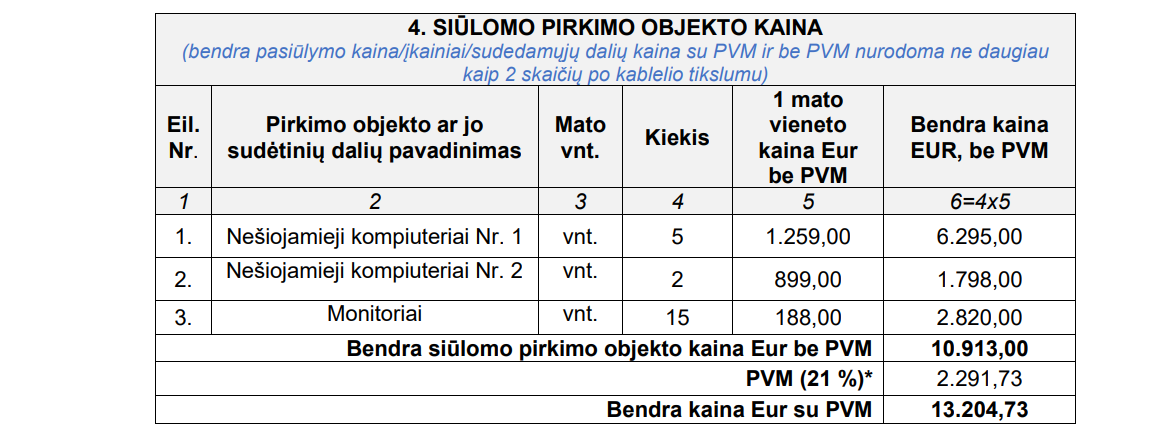 4. SIŪLOMO PIRKIMO OBJEKTO KAINA
(bendra pasiūlymo kaina/įkainiai/sudedamųjų dalių kaina su PVM ir be PVM nurodoma ne daugiau
kaip 2 skaičių po kablelio tikslumu)
Eil. Nr. Pirkimo objekto ar jo sudėtinių dalių pavadinimas Mato vnt. Kiekis 1 mato vieneto kaina Eur be PVM Bendra kaina EUR, be PVM
1 2 3 4 5 6=4x5
1. Nešiojamieji kompiuteriai Nr. 1 vnt. 5 1.259,00 6.295,00
2. Nešiojamieji kompiuteriai Nr. 2 vnt. 2 899,00 1.798,00
3. Monitoriai vnt. 15 188,00 2.820,00
Bendra siūlomo pirkimo objekto kaina Eur be PVM 10.913,00
PVM (21 %)* 2.291,73
Bendra kaina Eur su PVM 13.204,73